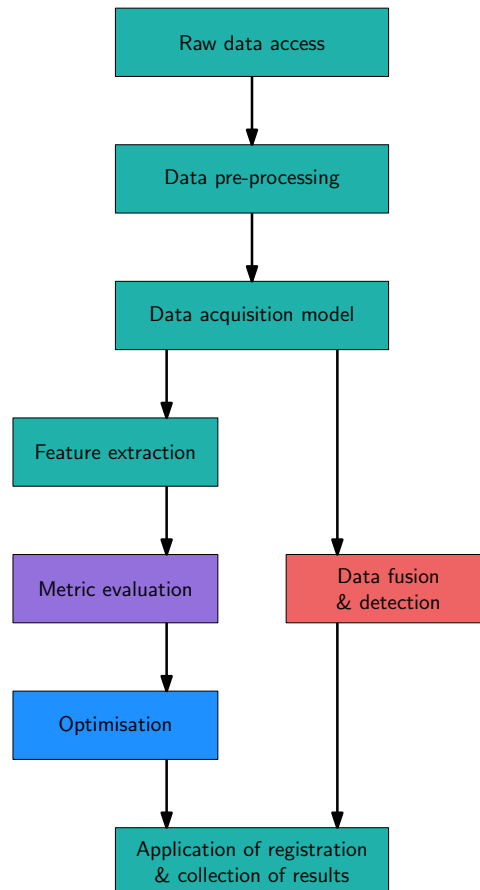 Raw data access
Data pre-processing
Data acquisition model
Feature extraction
Metric evaluation
Data fusion
& detection
Optimisation
Application of registration
& collection of results